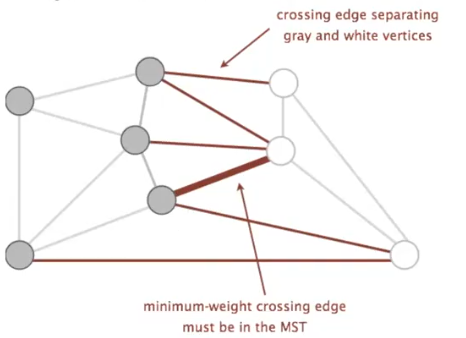 crossing edge separating
gray and white vertices
minimum-weight crossing edge
must be in the MST